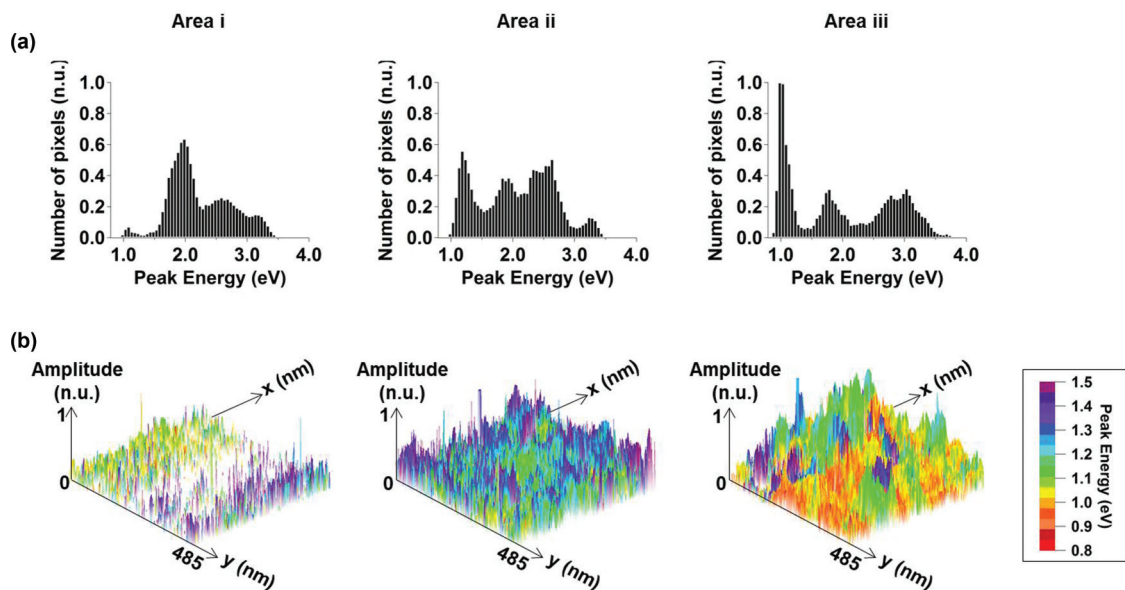 Area i
Area ii
Area iii
(a)
Number of pixels (n.u.)
1.0
0.8
0.6
0.4
0.2
0.0
1.0 2.0 3.0 4.0
Peak Energy (eV)
Number of pixels (n.u.)
1.0
0.8
0.6
0.4
0.2
0.0
1.0 2.0 3.0 4.0
Peak Energy (eV)
Number of pixels (n.u.)
1.0
0.8
0.6
0.4
0.2
0.0
1.0 2.0 3.0 4.0
Peak Energy (eV)
(b)
Amplitude
(n.u.)
1
0
x (nm)
485
y (nm)
Amplitude
(n.u.)
1
0
x (nm)
485
y (nm)
Amplitude
(n.u.)
1
0
x (nm)
485
y (nm)
1.5
1.4
1.3
1.2
1.1
1.0
0.9
0.8
Peak Energy (eV)